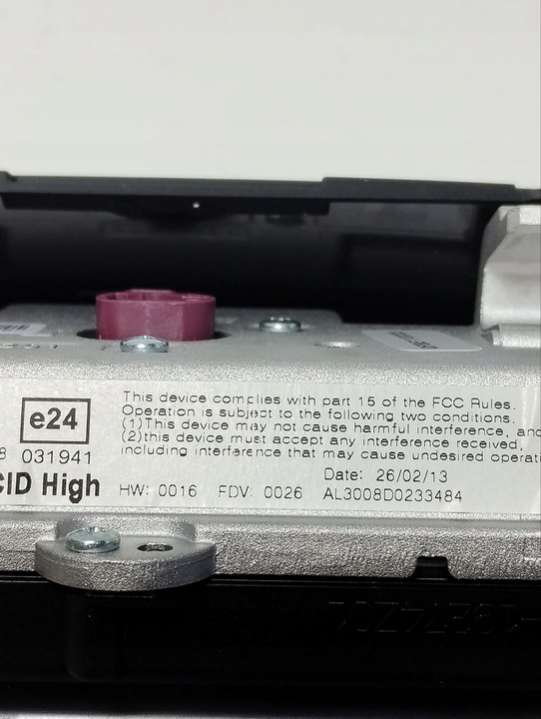 This device complies with part 15 of the FCC Rules.
Operation is subject to the following two conditions.
(1)This device may not cause harmful interference, and
(2)this device must accept any interference received,
including interference that may cause undesired operati
e24
8 031941
CID High
Date: 26/02/13
HW: 0016 FDV: 0026 AL3008D0233484